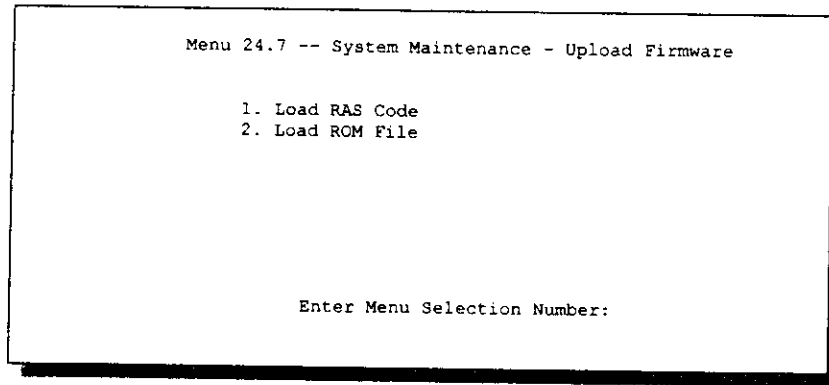 Menu 24.7 -- System Maintenance - Upload Firmware
1. Load RAS Code
2. Load ROM File
Enter Menu Selection Number: